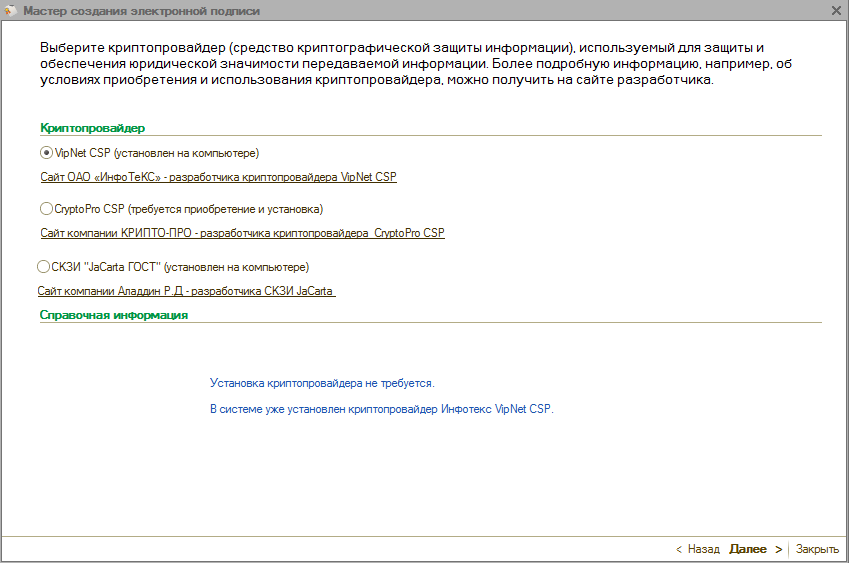 Мастер создания электронной подписи
Выберите криптопровайдер (средство криптографической защиты информации), используемый для защиты и
обеспечения юридической значимости передаваемой информации. Более подробную информацию, например, об
условиях приобретения и использования криптопровайдера, можно получить на сайте разработчика.
Криптопровайдер
VipNet CSP (установлен на компьютере)
Сайт ОАО «ИнфоТеКС» - разработчика криптопровайдера VipNet CSP
CryptoPro CSP (требуется приобретение и установка)
Сайт компании КРИПТО-ПРО - разработчика криптопровайдера CryptoPro CSP
СКЗИ "JaCarta ГОСТ" (установлен на компьютере)
Сайт компании Аладдин Р.Д - разработчика СКЗИ JaCarta
Справочная информация
Установка криптопровайдера не требуется.
В системе уже установлен криптопровайдер Инфотекс VipNet CSP.
< Назад Далее > Закрыть